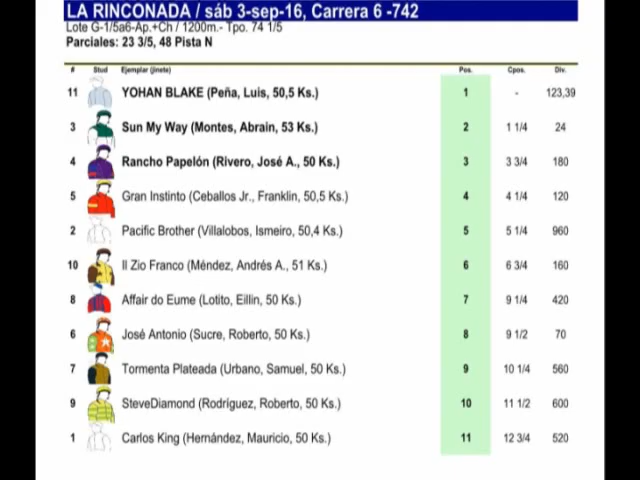 LA RINCONADA / sáb 3-sep-16, Carrera 6 -742
Lote G-1/5a6-Ap.+Ch / 1200m.- Tpo. 74 1/5
Parciales: 23 3/5, 48 Pista N
# Stud Ejemplar (jinete) Pos. Cpos. Div.
11 YOHAN BLAKE (Peña, Luis, 50,5 Ks.) 1 - 123,39
3 Sun My Way (Montes, Abrain, 53 Ks.) 2 1 1/4 24
4 Rancho Papelón (Rivero, José A., 50 Ks.) 3 3 3/4 180
5 Gran Instinto (Ceballos Jr., Franklin, 50,5 Ks.) 4 4 1/4 120
2 Pacific Brother (Villalobos, Ismeiro, 50,4 Ks.) 5 5 1/4 960
10 Il Zio Franco (Méndez, Andrés A., 51 Ks.) 6 6 3/4 160
8 Affair do Eume (Lotito, Eillin, 50 Ks.) 7 9 1/4 420
6 José Antonio (Sucre, Roberto, 50 Ks.) 8 9 1/2 70
7 Tormenta Plateada (Urbano, Samuel, 50 Ks.) 9 10 1/4 560
9 SteveDiamond (Rodríguez, Roberto, 50 Ks.) 10 11 1/2 600
1 Carlos King (Hernández, Mauricio, 50 Ks.) 11 12 3/4 520